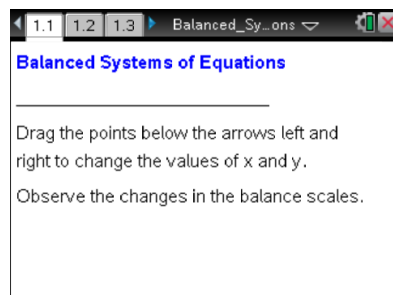 1.1 1.2 1.3 Balanced_Sy...ons
Balanced Systems of Equations
Drag the points below the arrows left and
right to change the values of x and y.
Observe the changes in the balance scales.